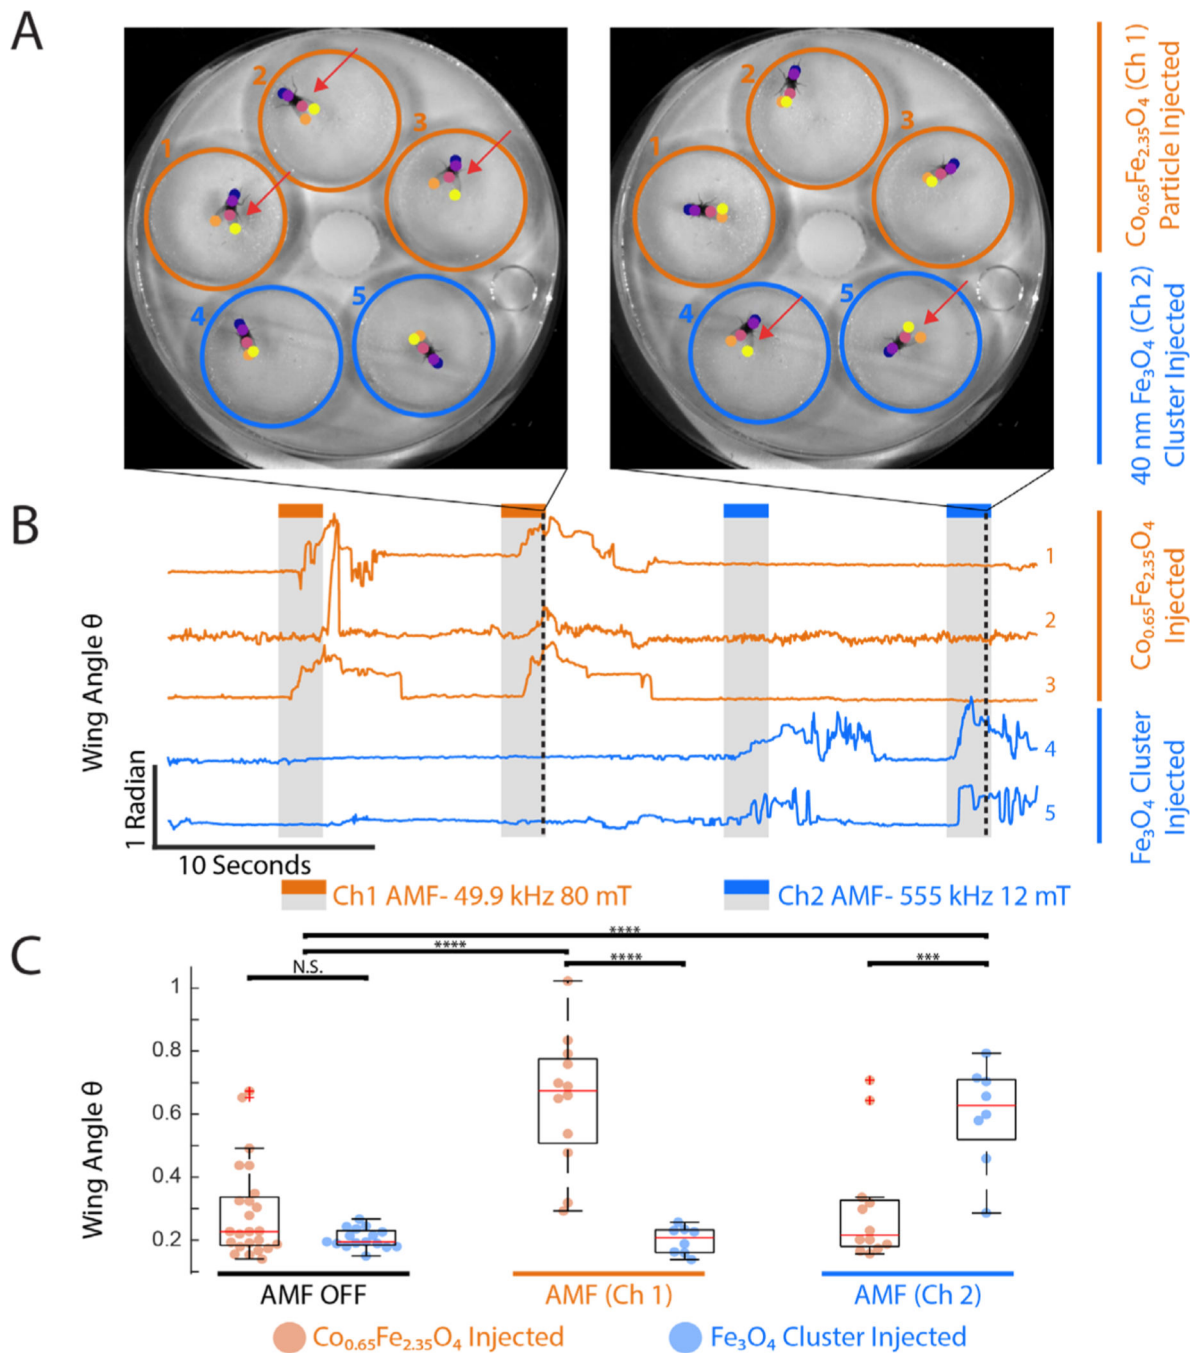 A
1
2
3
4
5
1
2
3
4
5
Co₀.₆₅Fe₂.₃₅O₄ (Ch 1)
Particle Injected
40 nm Fe₃O₄ (Ch 2)
Cluster Injected
B
Wing Angle θ
1
2
3
4
5
Co₀.₆₅Fe₂.₃₅O₄
Injected
Fe₃O₄ Cluster
Injected
1 Radian
10 Seconds
Ch1 AMF- 49.9 kHz 80 mT
Ch2 AMF- 555 kHz 12 mT
C
****
****
N.S.
****
***
Wing Angle θ
1
0.8
0.6
0.4
0.2
AMF OFF
AMF (Ch 1)
AMF (Ch 2)
Co₀.₆₅Fe₂.₃₅O₄ Injected
Fe₃O₄ Cluster Injected